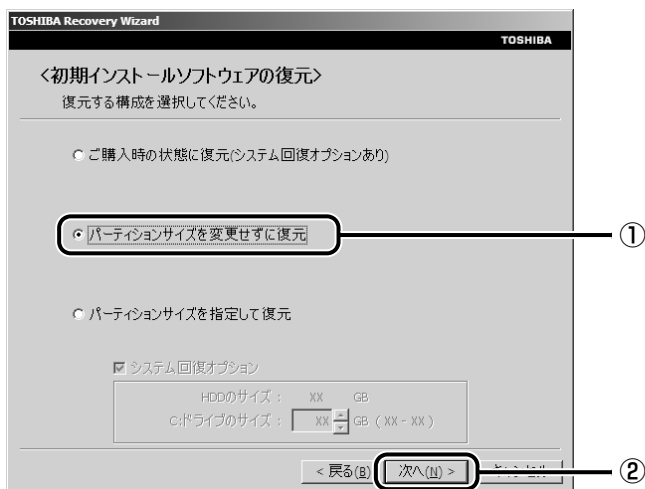 TOSHIBA Recovery Wizard
TOSHIBA
<初期インストールソフトウェアの復元>
復元する構成を選択してください。
ご購入時の状態に復元(システム回復オプションあり)
パーティションサイズを変更せずに復元
①
パーティションサイズを指定して復元
システム回復オプション
HDDのサイズ： XX GB
C:ドライブのサイズ： XX GB ( XX - XX )
< 戻る(B) 次へ(N) >
②